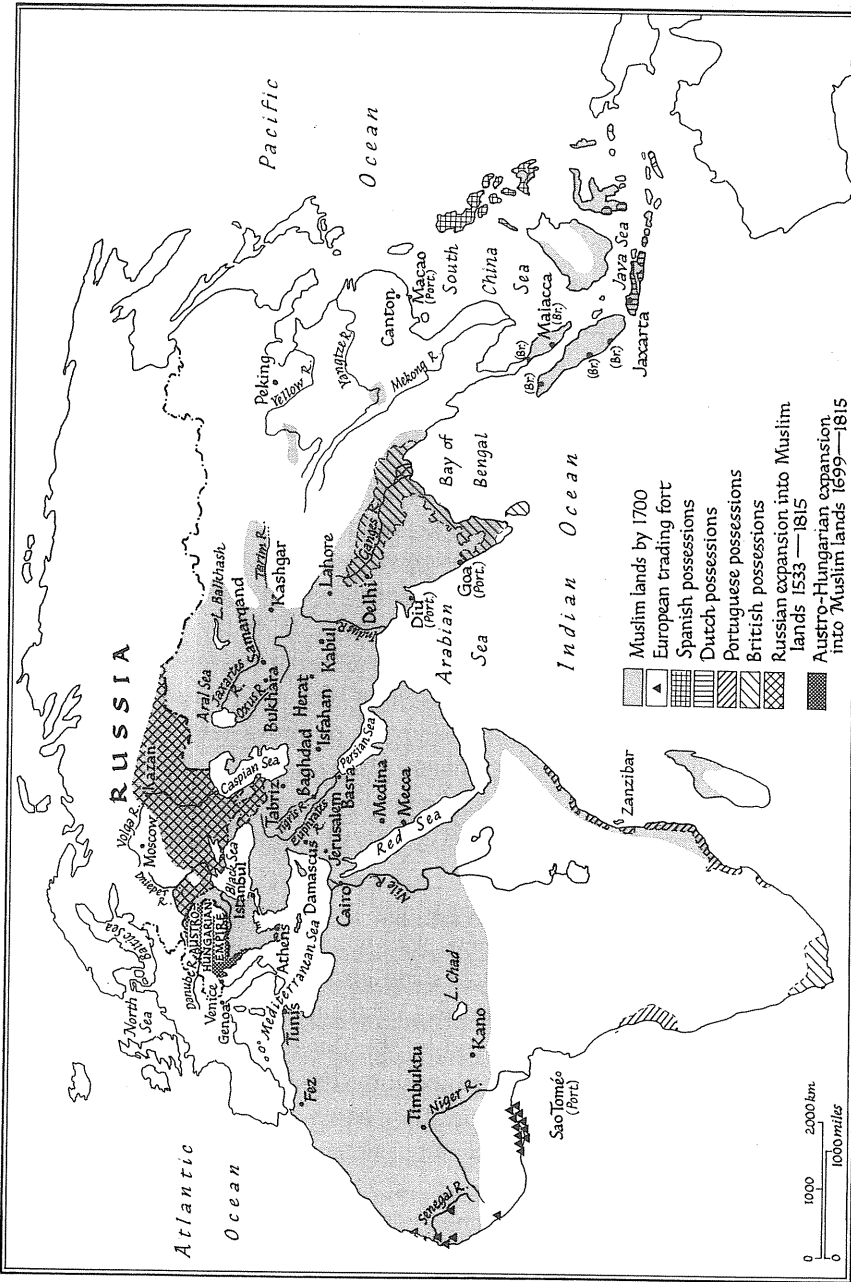 Atlantic
Ocean
Pacific
Ocean
RUSSIA
North
Sea
Baltic Sea
Moscow
Volga R.
Kazan
Dnieper R.
Danube R.
AUSTRO-
HUNGARIAN
EMPIRE
Venice
Genoa
Black Sea
Istanbul
Athens
Mediterranean Sea
Tunis
Fez
Caspian Sea
Aral Sea
Jaxartes
R.
Oxus R.
L. Balkhash
Samarqand
Bukhara
Tarim R.
Kashgar
Tabriz
Tigris R.
Euphrates
R.
Baghdad
Herat
Isfahan
Kabul
Damascus
Jerusalem
Basra
Persian Sea
Cairo
Nile R.
Medina
Mecca
Red Sea
Lahore
Delhi
Indus R.
Ganges R.
Diu
(Port.)
Goa
(Port.)
Arabian
Sea
Bay of
Bengal
Indian Ocean
Peking
Yellow R.
Yangtze R.
Canton
Macao
(Port.)
Mekong R
South
China
Sea
Malacca
(Br.)
(Br.)
(Br.)
(Br.)
(Br.)
Jaxarta
Java Sea
Timbuktu
Niger R.
Senegal R.
L. Chad
Kano
Sao Tomé
(Port)
Zanzibar
Muslim lands by 1700
European trading fort
Spanish possessions
Dutch possessions
Portuguese possessions
British possessions
Russian expansion into Muslim
lands 1533—1815
Austro-Hungarian expansion
into Muslim lands 1699—1815
0 1000 2000 km.
0 1000 miles